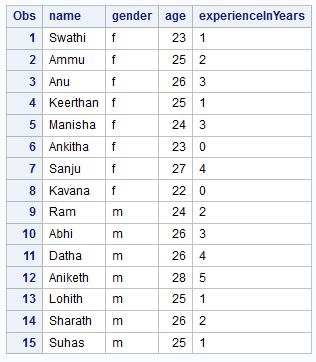 Obs name gender age experienceInYears
1 Swathi f 23 1
2 Ammu f 25 2
3 Anu f 26 3
4 Keerthan f 25 1
5 Manisha f 24 3
6 Ankitha f 23 0
7 Sanju f 27 4
8 Kavana f 22 0
9 Ram m 24 2
10 Abhi m 26 3
11 Datha m 26 4
12 Aniketh m 28 5
13 Lohith m 25 1
14 Sharath m 26 2
15 Suhas m 25 1